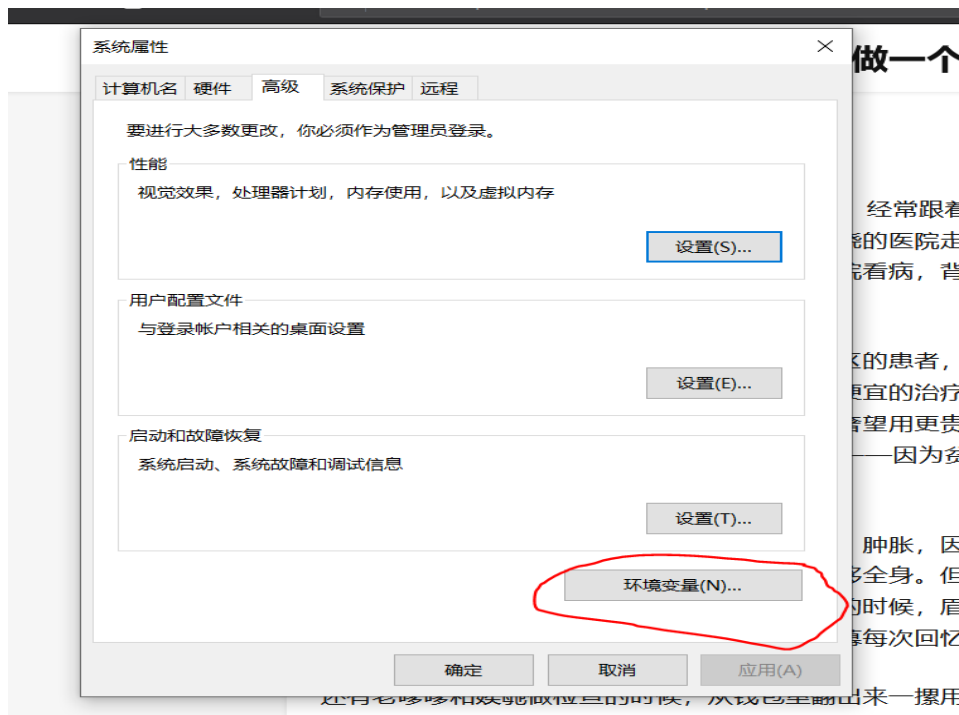 系统属性
做一个
计算机名 硬件 高级 系统保护 远程
要进行大多数更改，你必须作为管理员登录。
性能
视觉效果，处理器计划，内存使用，以及虚拟内存
设置(S)...
用户配置文件
与登录帐户相关的桌面设置
设置(E)...
启动和故障恢复
系统启动、系统故障和调试信息
设置(T)...
环境变量(N)...
确定 取消 应用(A)
经常跟着
的医院走
看病，背
的患者，
宜的治疗
望用更贵
——因为贫
肿胀，因
全身。但
时候，眉
每次回忆
出来一摞用